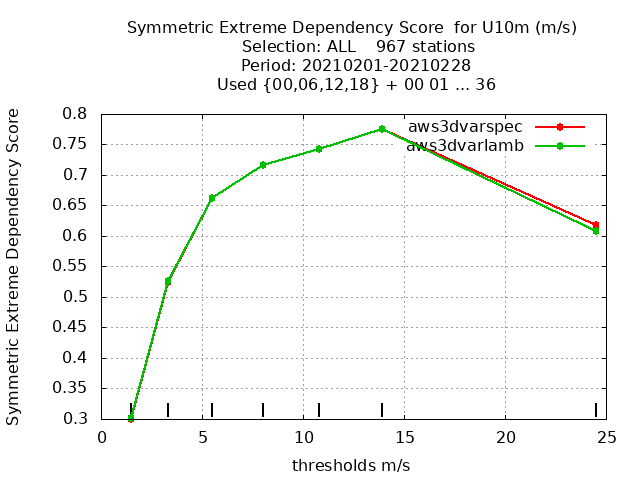 Symmetric Extreme Dependency Score  for U10m (m/s)
Selection: ALL    967 stations
Period: 20210201-20210228
Used {00,06,12,18} + 00 01 ... 36
Symmetric Extreme Dependency Score
0.8
0.75
0.7
0.65
0.6
0.55
0.5
0.45
0.4
0.35
0.3
aws3dvarspec
aws3dvarlamb
0 5 10 15 20 25
thresholds m/s